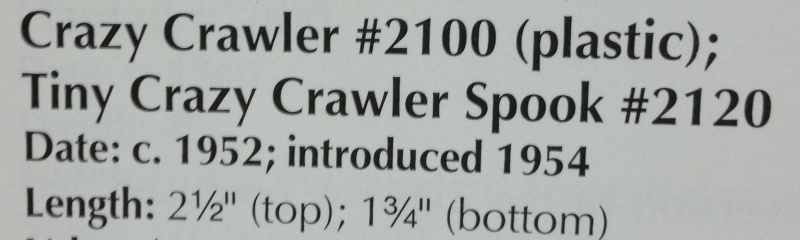 Crazy Crawler #2100 (plastic);
Tiny Crazy Crawler Spook #2120
Date: c. 1952; introduced 1954
Length: 2½" (top); 1¾" (bottom)